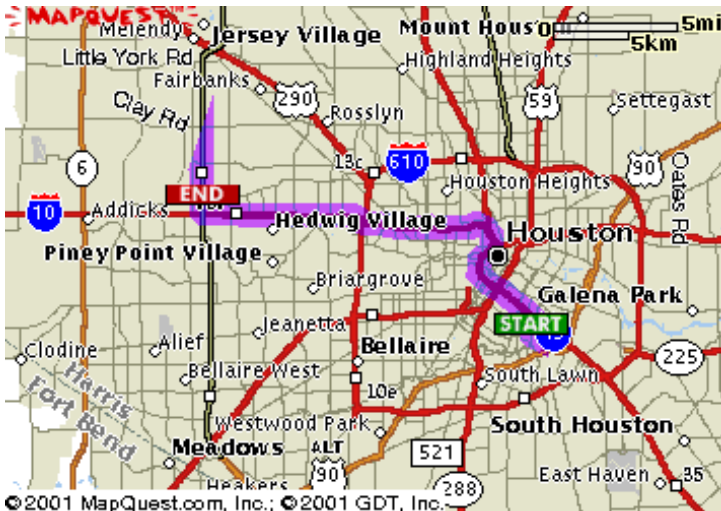 MAPQUEST
Melendy
Jersey Village
Mount Houston
0 5mi
5km
Little York Rd
Fairbanks
Highland Heights
Clay Rd
290
Rosslyn
59
Settegast
6
13c
610
90
Oates Rd
Houston Heights
END
10
Addicks
Hedwig Village
Houston
Piney Point Village
Briargrove
Galena Park
START
Jeanetta
Clodine
Alief
Bellaire
225
Bellaire West
10e
South Lawn
Harris
Fort Bend
Westwood Park
South Houston
Meadows
ALT
90
521
Heakers
288
East Haven
35
©2001 MapQuest.com, Inc.; ©2001 GDT, Inc.